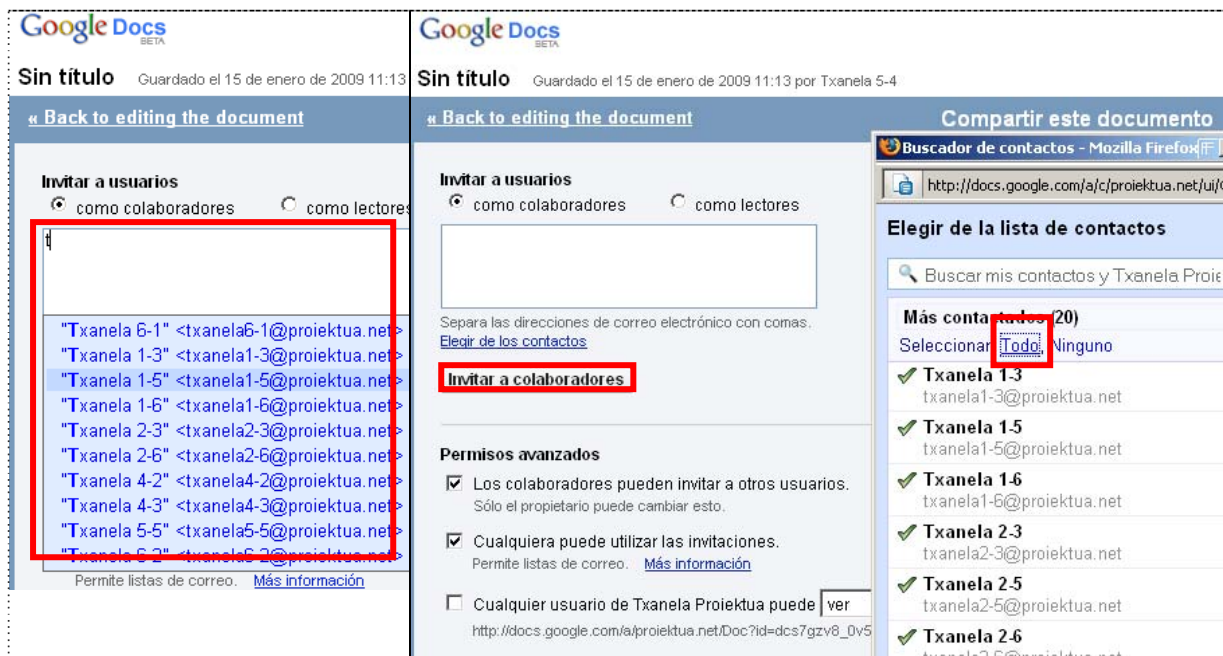 Google Docs
BETA
Sin título Guardado el 15 de enero de 2009 11:13
« Back to editing the document
Invitar a usuarios
como colaboradores como lectores
t
"Txanela 6-1" <txanela6-1@proiektua.net>
"Txanela 1-3" <txanela1-3@proiektua.net>
"Txanela 1-5" <txanela1-5@proiektua.net>
"Txanela 1-6" <txanela1-6@proiektua.net>
"Txanela 2-3" <txanela2-3@proiektua.net>
"Txanela 2-6" <txanela2-6@proiektua.net>
"Txanela 4-2" <txanela4-2@proiektua.net>
"Txanela 4-3" <txanela4-3@proiektua.net>
"Txanela 5-5" <txanela5-5@proiektua.net>
"Txanela 6-2" <txanela6-2@proiektua.net>
Permite listas de correo. Más información
Google Docs
BETA
Sin título Guardado el 15 de enero de 2009 11:13 por Txanela 5-4
« Back to editing the document
Compartir este documento
Invitar a usuarios
como colaboradores como lectores
Separa las direcciones de correo electrónico con comas.
Elegir de los contactos
Invitar a colaboradores
Permisos avanzados
Los colaboradores pueden invitar a otros usuarios.
Sólo el propietario puede cambiar esto.
Cualquiera puede utilizar las invitaciones.
Permite listas de correo. Más información
Cualquier usuario de Txanela Proiektua puede ver
http://docs.google.com/a/proiektua.net/Doc?id=dcs7gzv8_0v5
Buscador de contactos - Mozilla Firefox
http://docs.google.com/a/c/proiektua.net/ui/
Elegir de la lista de contactos
Buscar mis contactos y Txanela Proie
Más contactados (20)
Seleccionar Todo, Ninguno
Txanela 1-3
txanela1-3@proiektua.net
Txanela 1-5
txanela1-5@proiektua.net
Txanela 1-6
txanela1-6@proiektua.net
Txanela 2-3
txanela2-3@proiektua.net
Txanela 2-5
txanela2-5@proiektua.net
Txanela 2-6